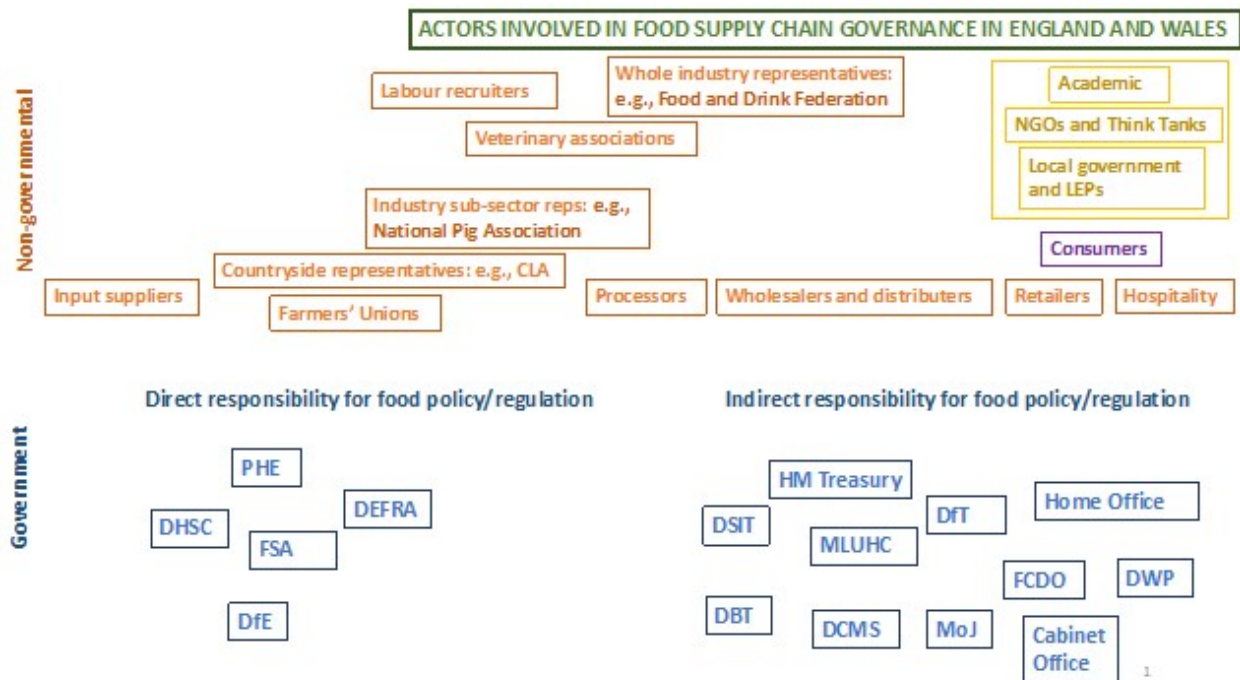 ACTORS INVOLVED IN FOOD SUPPLY CHAIN GOVERNANCE IN ENGLAND AND WALES
Non-governmental
Labour recruiters
Whole industry representatives:
e.g., Food and Drink Federation
Veterinary associations
Academic
NGOs and Think Tanks
Local government
and LEPs
Industry sub-sector reps: e.g.,
National Pig Association
Consumers
Countryside representatives: e.g., CLA
Input suppliers
Farmers' Unions
Processors
Wholesalers and distributers
Retailers
Hospitality
Government
Direct responsibility for food policy/regulation
PHE
DEFRA
DHSC
FSA
DfE
Indirect responsibility for food policy/regulation
HM Treasury
Home Office
DSIT
DfT
MLUHC
FCDO
DWP
DBT
DCMS
MoJ
Cabinet
Office
1